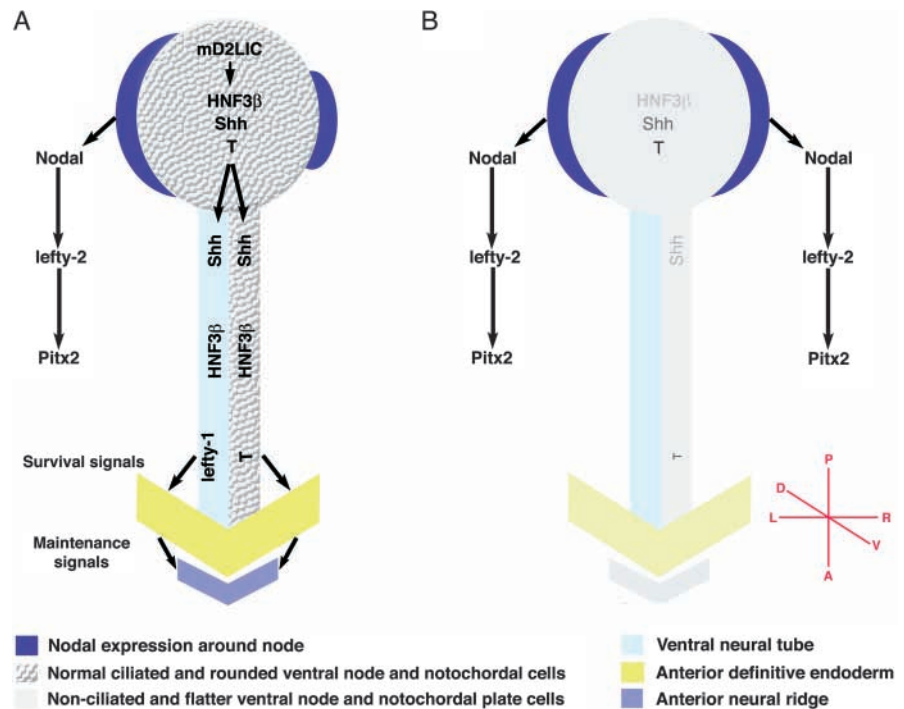 A
mD2LIC
HNF3β
Shh
T
Nodal
lefty-2
Pitx2
Shh
Shh
HNF3β
HNF3β
lefty-1
T
Survival signals
Maintenance
signals
B
HNF3β
Shh
T
Nodal
Nodal
lefty-2
lefty-2
Pitx2
Pitx2
Shh
T
P
D
L
R
V
A
Nodal expression around node
Normal ciliated and rounded ventral node and notochordal cells
Non-ciliated and flatter ventral node and notochordal plate cells
Ventral neural tube
Anterior definitive endoderm
Anterior neural ridge